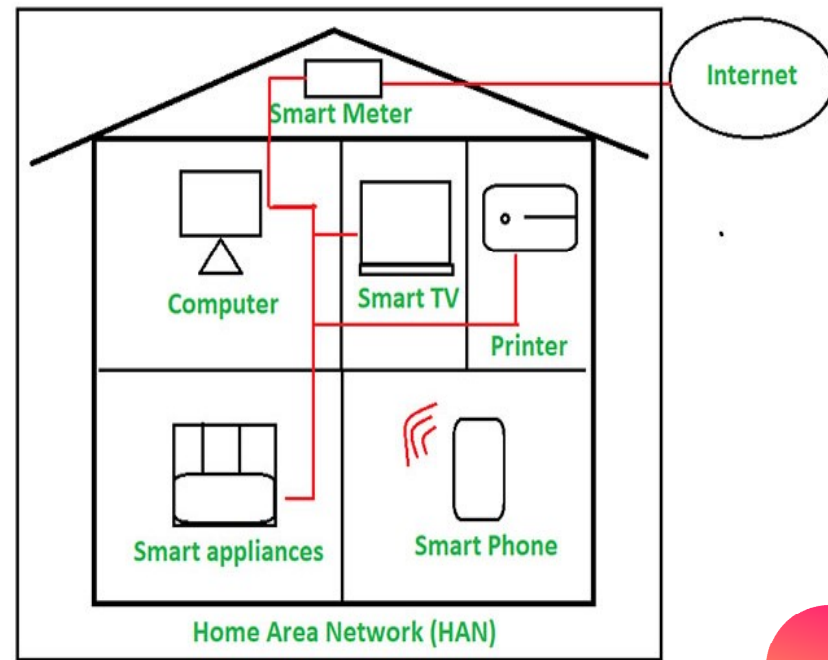 Internet
Smart Meter
Computer
Smart TV
Printer
Smart appliances
Smart Phone
Home Area Network (HAN)